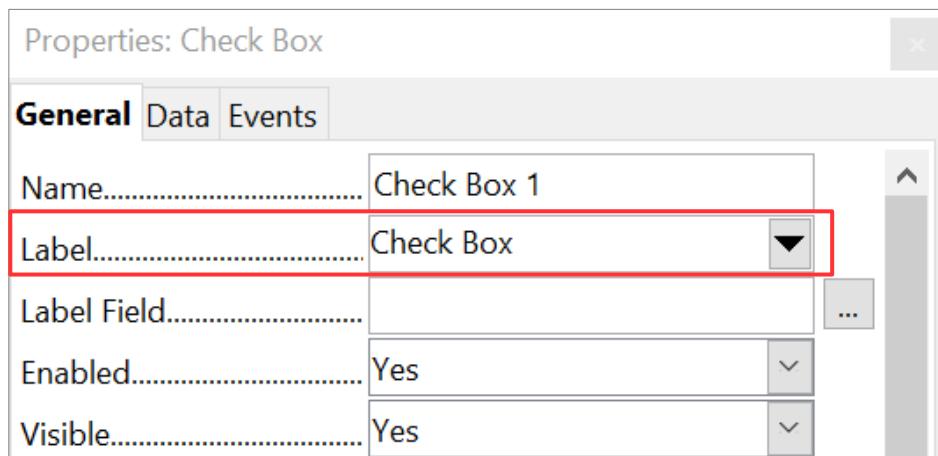 Properties: Check Box
General Data Events
Name.................................... Check Box 1
Label...................................... Check Box
Label Field............................ ...
Enabled................................. Yes
Visible.................................... Yes